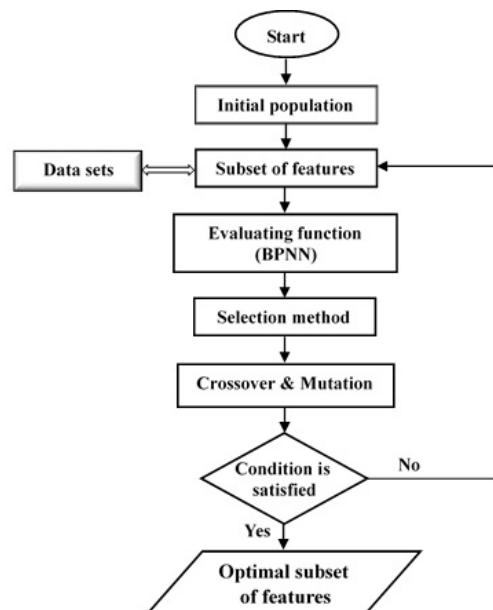 Start
Initial population
Data sets
Subset of features
Evaluating function
(BPNN)
Selection method
Crossover & Mutation
Condition is
satisfied
No
Yes
Optimal subset
of features